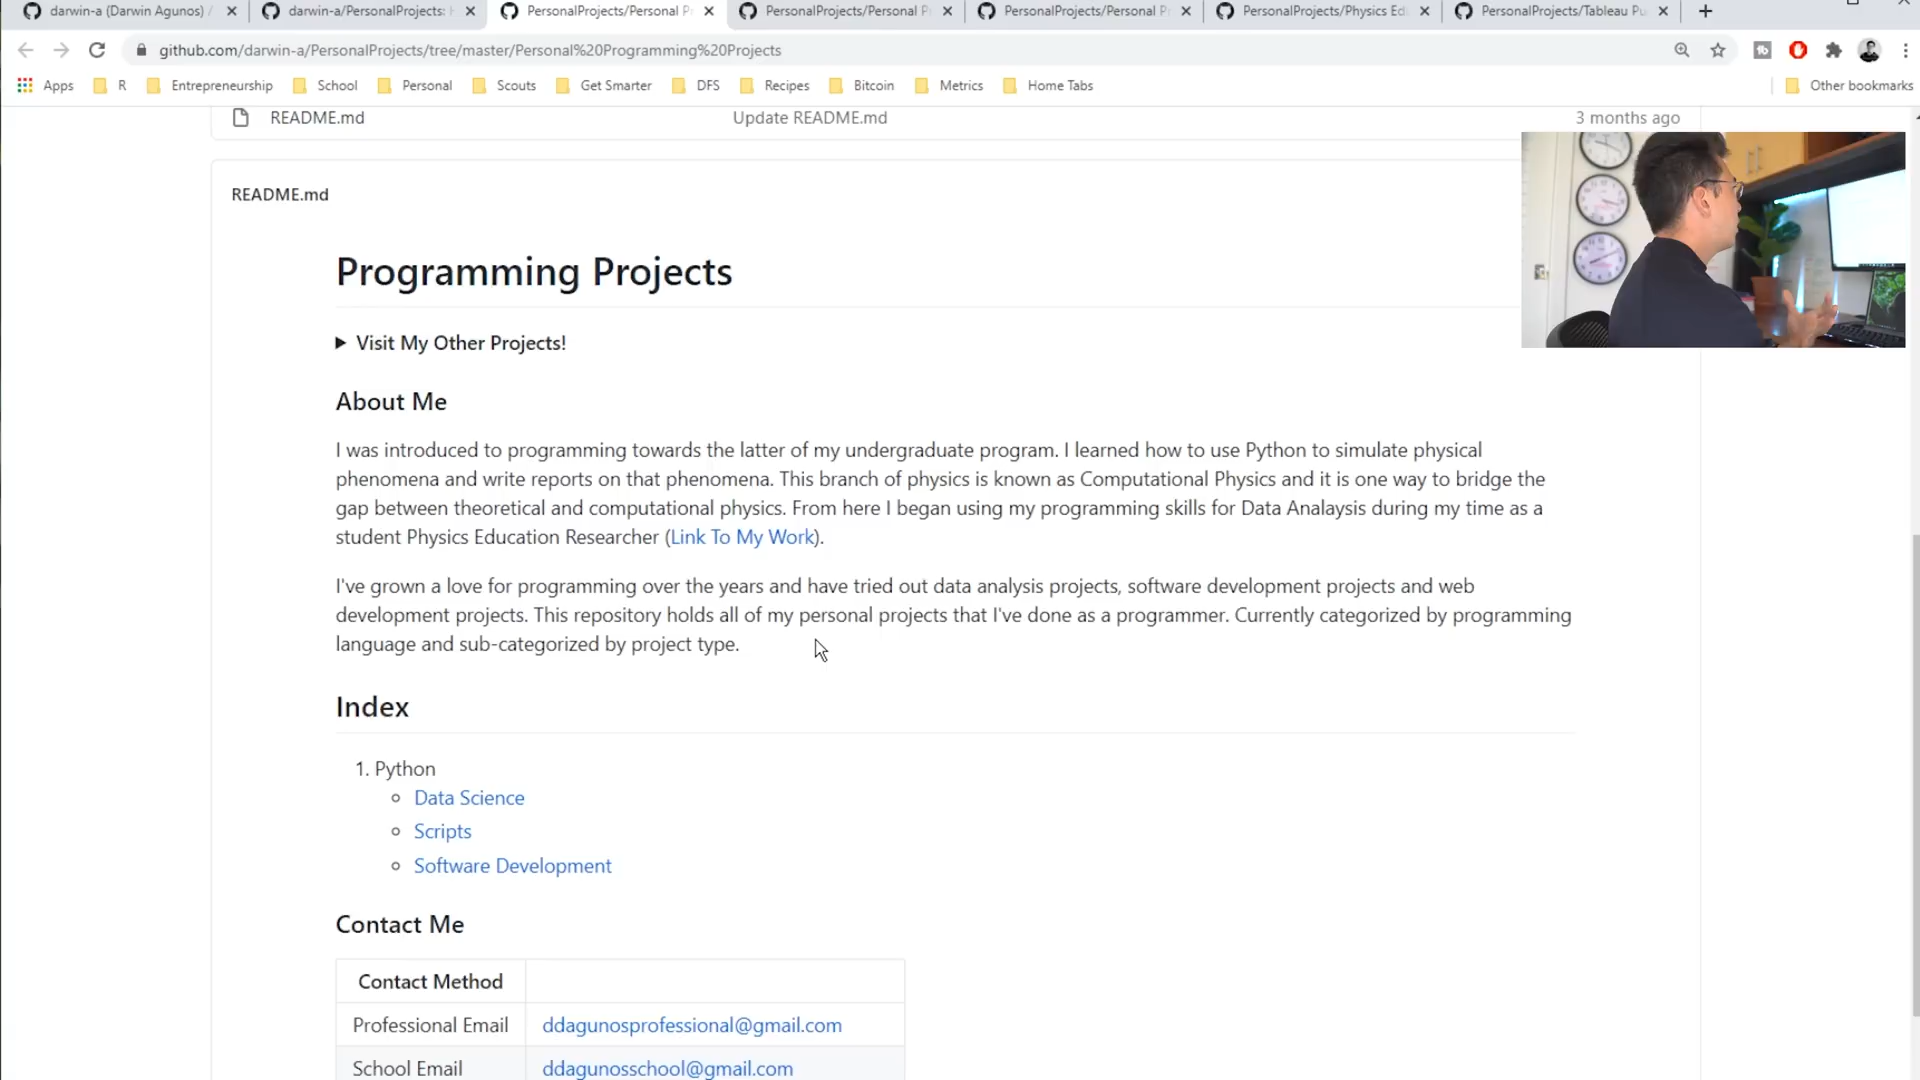 darwin-a (Darwin Agunos) /
darwin-a/PersonalProjects:
PersonalProjects/Personal P
PersonalProjects/Personal P
PersonalProjects/Personal P
PersonalProjects/Physics Ed
PersonalProjects/Tableau Pu
github.com/darwin-a/PersonalProjects/tree/master/Personal%20Programming%20Projects
Apps
R
Entrepreneurship
School
Personal
Scouts
Get Smarter
DFS
Recipes
Bitcoin
Metrics
Home Tabs
Other bookmarks
README.md
Update README.md
3 months ago
README.md
Programming Projects
Visit My Other Projects!
About Me
I was introduced to programming towards the latter of my undergraduate program. I learned how to use Python to simulate physical
phenomena and write reports on that phenomena. This branch of physics is known as Computational Physics and it is one way to bridge the
gap between theoretical and computational physics. From here I began using my programming skills for Data Analaysis during my time as a
student Physics Education Researcher (Link To My Work).
I've grown a love for programming over the years and have tried out data analysis projects, software development projects and web
development projects. This repository holds all of my personal projects that I've done as a programmer. Currently categorized by programming
language and sub-categorized by project type.
Index
1. Python
Data Science
Scripts
Software Development
Contact Me
Contact Method
Professional Email ddagunosprofessional@gmail.com
School Email ddagunosschool@gmail.com